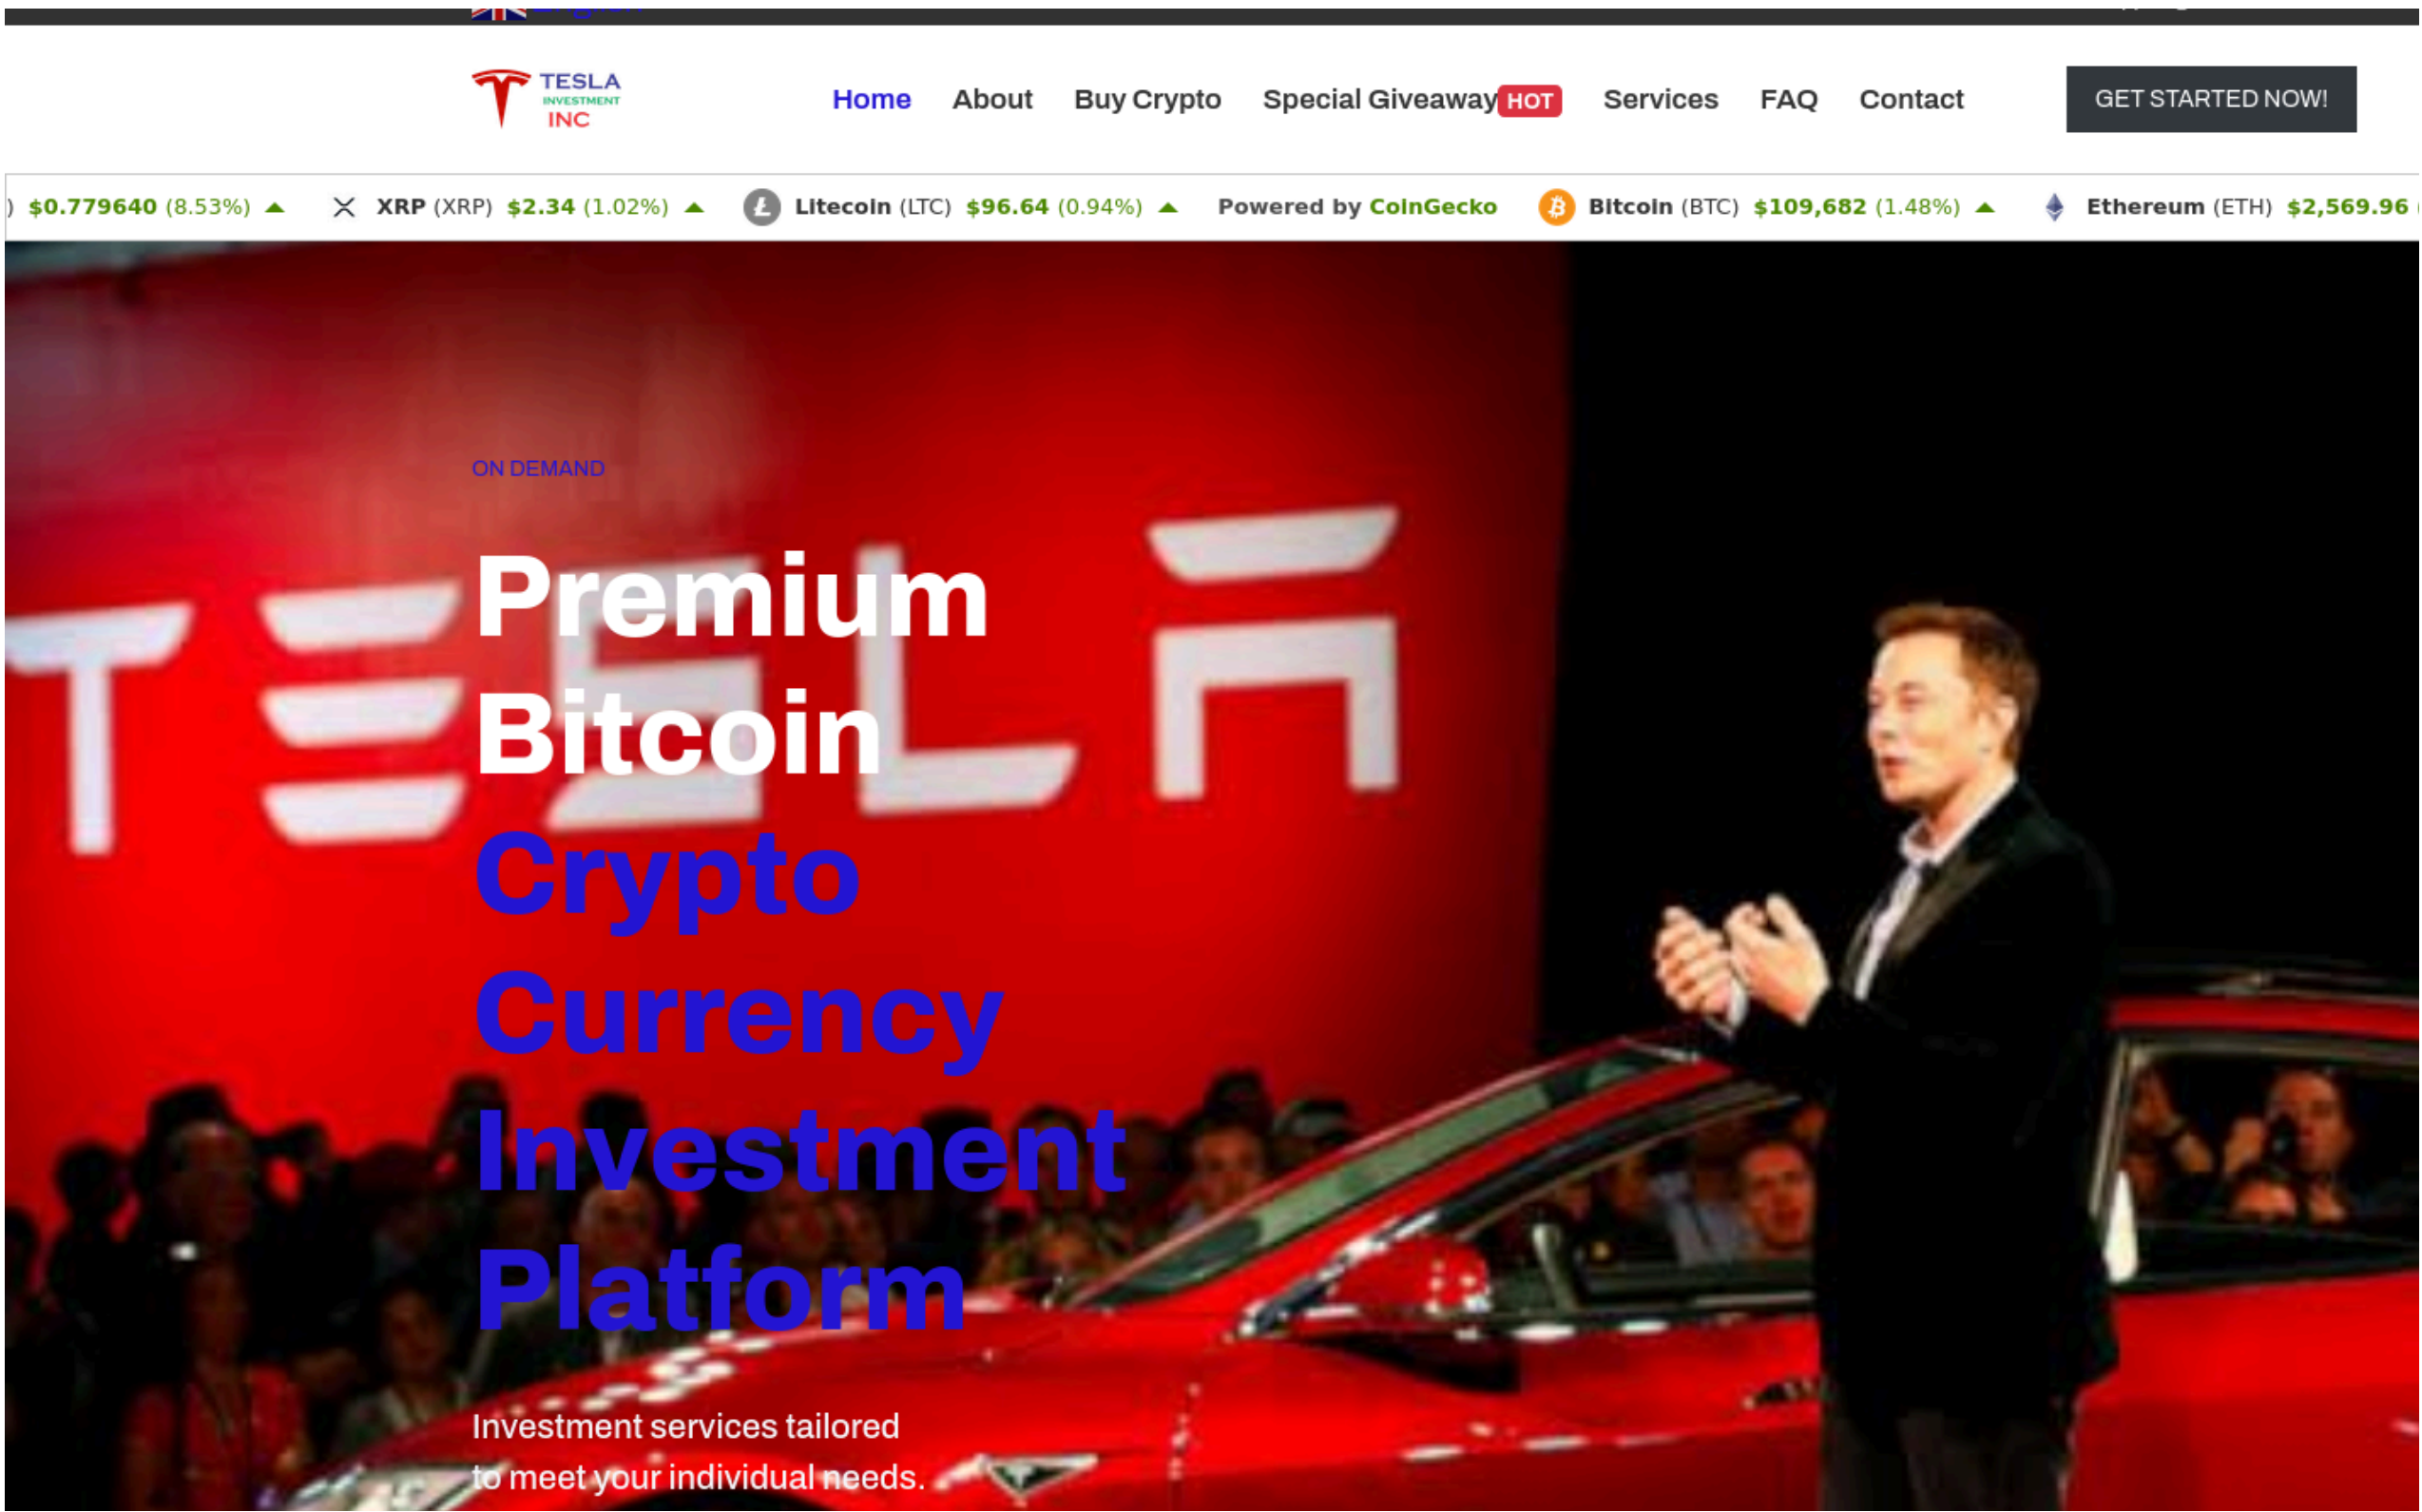 English
TESLA
INVESTMENT
INC
Home About Buy Crypto Special Giveaway HOT Services FAQ Contact GET STARTED NOW!
) $0.779640 (8.53%) XRP (XRP) $2.34 (1.02%) Litecoin (LTC) $96.64 (0.94%) Powered by CoinGecko Bitcoin (BTC) $109,682 (1.48%) Ethereum (ETH) $2,569.96
ON DEMAND
TESLA
Premium
Bitcoin
Crypto
Currency
Investment
Platform
Investment services tailored
to meet your individual needs.